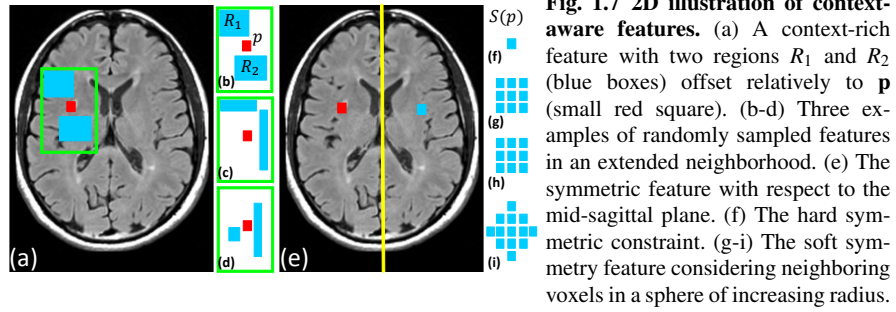 R₁
p
(b) R₂
(c)
(d)
(a)
(e)
S(p)
(f)
(g)
(h)
(i)
Fig. 1.7 2D illustration of context-
aware features. (a) A context-rich
feature with two regions R₁ and R₂
(blue boxes) offset relatively to p
(small red square). (b-d) Three ex-
amples of randomly sampled features
in an extended neighborhood. (e) The
symmetric feature with respect to the
mid-sagittal plane. (f) The hard sym-
metric constraint. (g-i) The soft sym-
metry feature considering neighboring
voxels in a sphere of increasing radius.